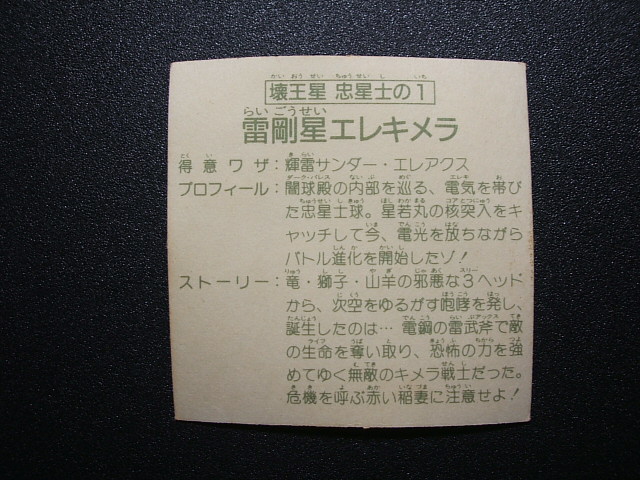 壊王星 忠星士の1
雷剛星エレキメラ
得意ワザ：輝雷サンダー・エレアクス
プロフィール：闇球殿の内部を巡る、電気を帯び
た忠星士球。星若丸の核突入をキ
ャッチして今、電光を放ちながら
バトル進化を開始したゾ！
ストーリー：竜・獅子・山羊の邪悪な3ヘッド
から、次空をゆるがす咆哮を発し、
誕生したのは… 電鋼の雷武斧で敵
の生命を奪い取り、恐怖の力を強
めてゆく無敵のキメラ戦士だった。
危機を呼ぶ赤い稲妻に注意せよ！